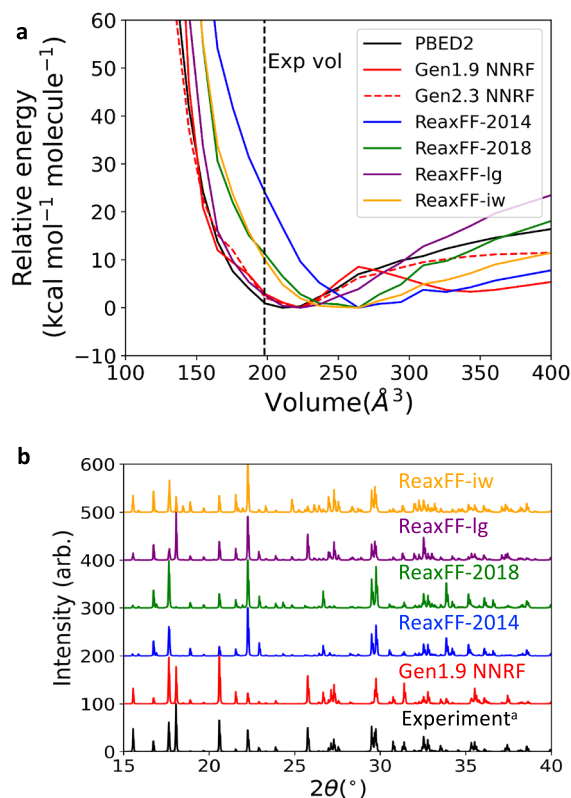 a
60
50
40
30
20
10
0
−10
Relative energy
(kcal mol⁻¹ molecule⁻¹)
Exp vol
PBED2
Gen1.9 NNRF
Gen2.3 NNRF
ReaxFF-2014
ReaxFF-2018
ReaxFF-lg
ReaxFF-iw
100 150 200 250 300 350 400
Volume(Å³)
b
600
500
400
300
200
100
0
Intensity (arb.)
ReaxFF-iw
ReaxFF-lg
ReaxFF-2018
ReaxFF-2014
Gen1.9 NNRF
Experimentᵃ
15 20 25 30 35 40
2θ(°)